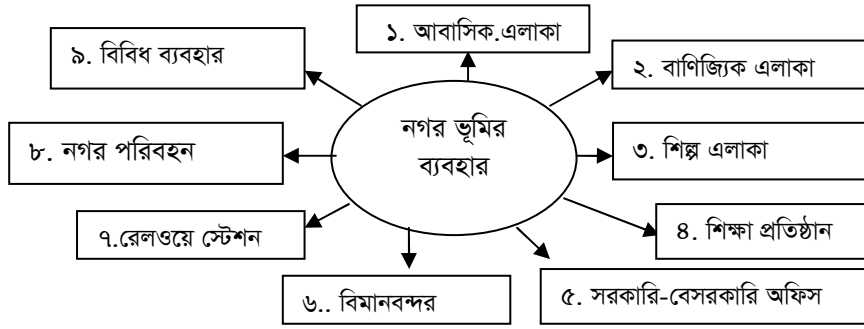 নগর ভূমির
ব্যবহার
১. আবাসিক.এলাকা
২. বাণিজ্যিক এলাকা
৩. শিল্প এলাকা
৪. শিক্ষা প্রতিষ্ঠান
৫. সরকারি-বেসরকারি অফিস
৬.. বিমানবন্দর
৭.রেলওয়ে স্টেশন
৮. নগর পরিবহন
৯. বিবিধ ব্যবহার